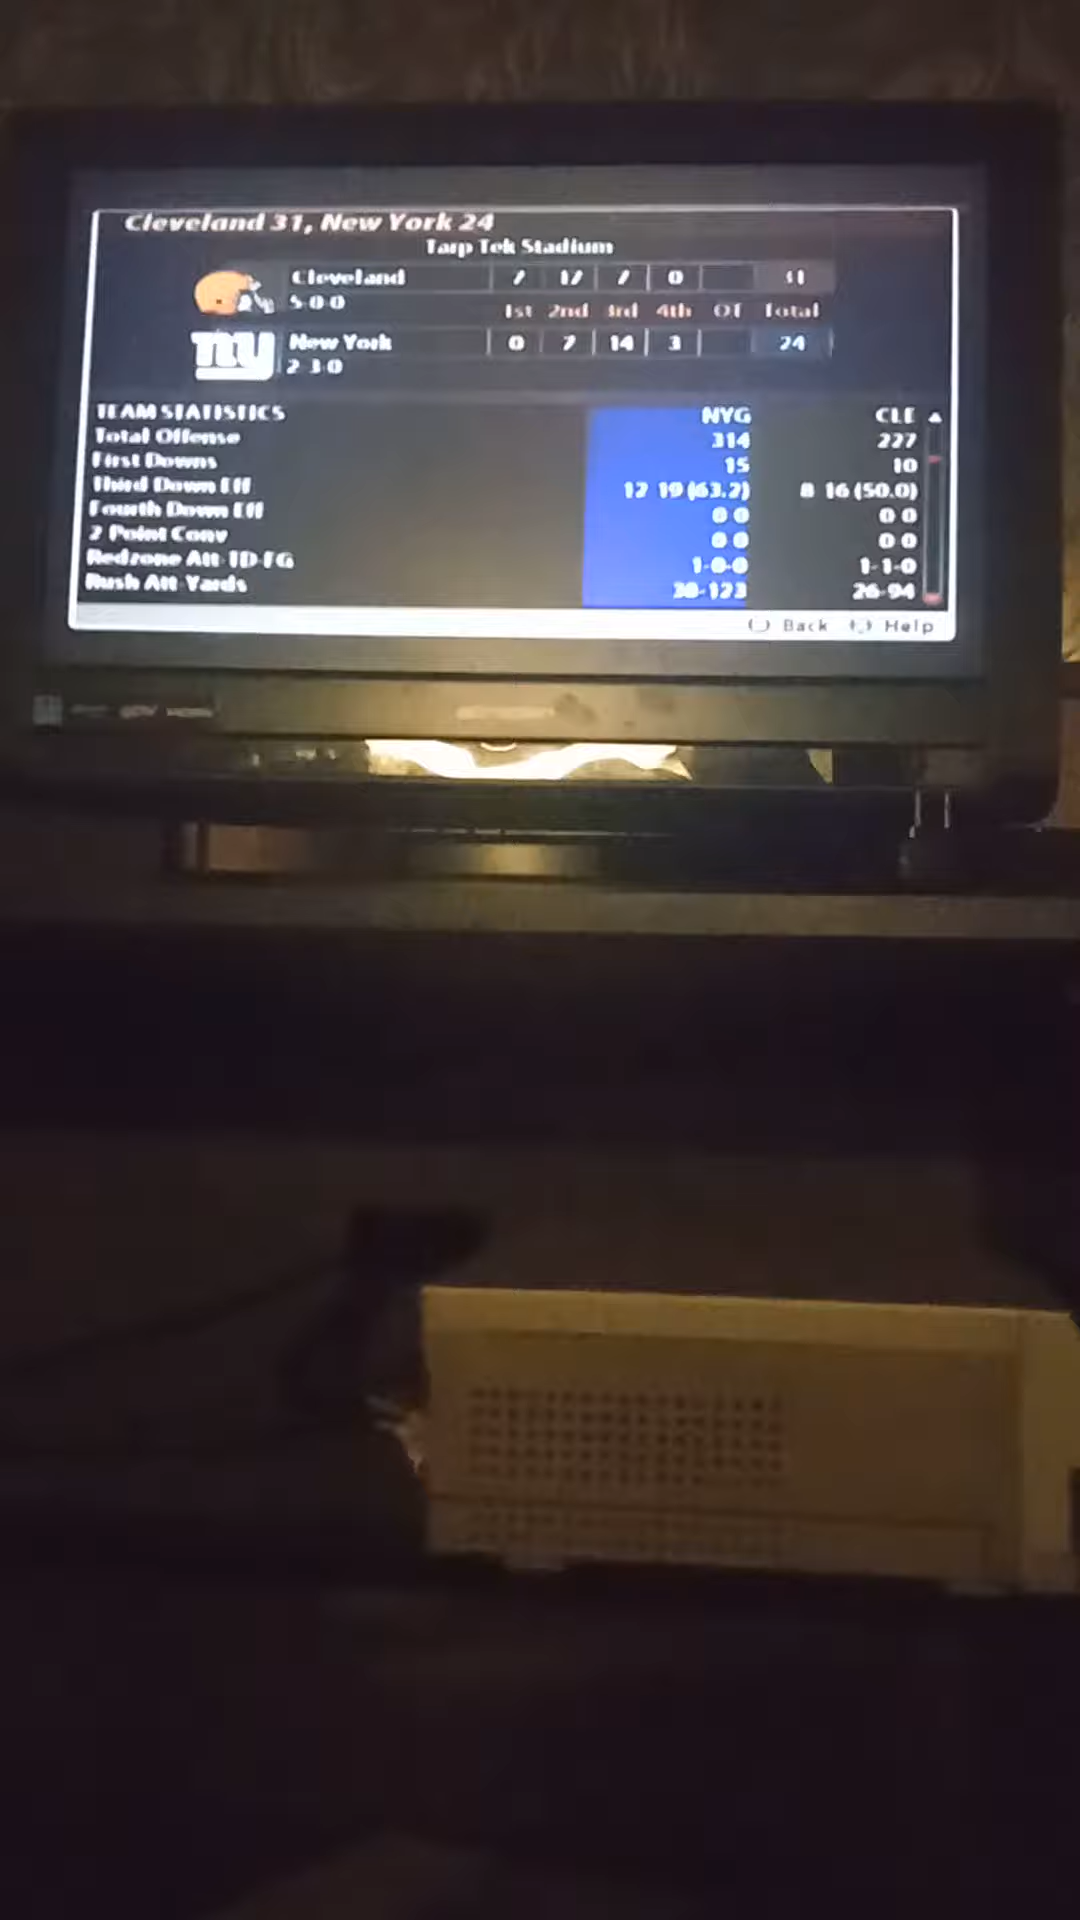 Cleveland 31, New York 24
Tarp Tek Stadium
Cleveland 7 17 7 0 31
5-0-0
1st 2nd 3rd 4th OT Total
NY
New York 0 7 14 3 24
2-3-0
TEAM STATISTICS NYG CLE
Total Offense 314 227
First Downs 15 10
Third Down Eff 12-19 (63.2) 8-16 (50.0)
Fourth Down Eff 0-0 0-0
2 Point Conv 0-0 0-0
Redzone Att-TD-FG 1-0-0 1-1-0
Rush Att-Yards 30-123 26-94
Back Help